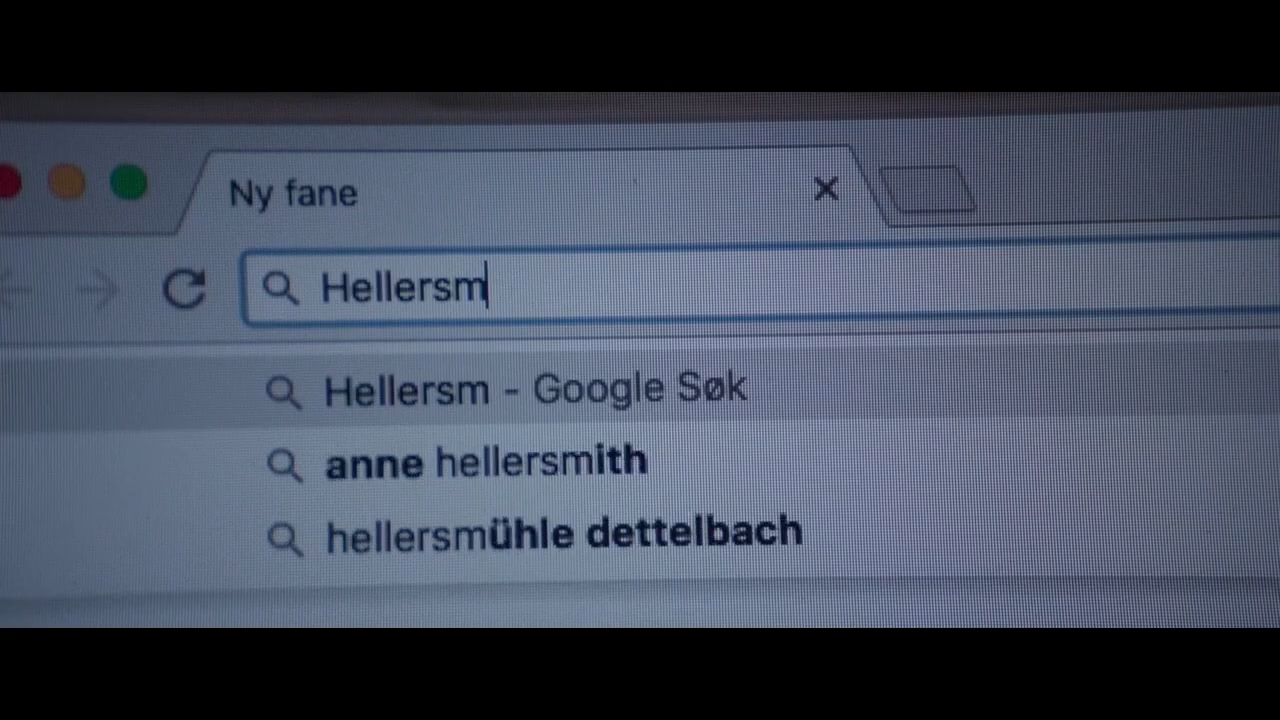 Ny fane
Hellersm
Hellersm - Google Søk
anne hellersmith
hellersmühle dettelbach